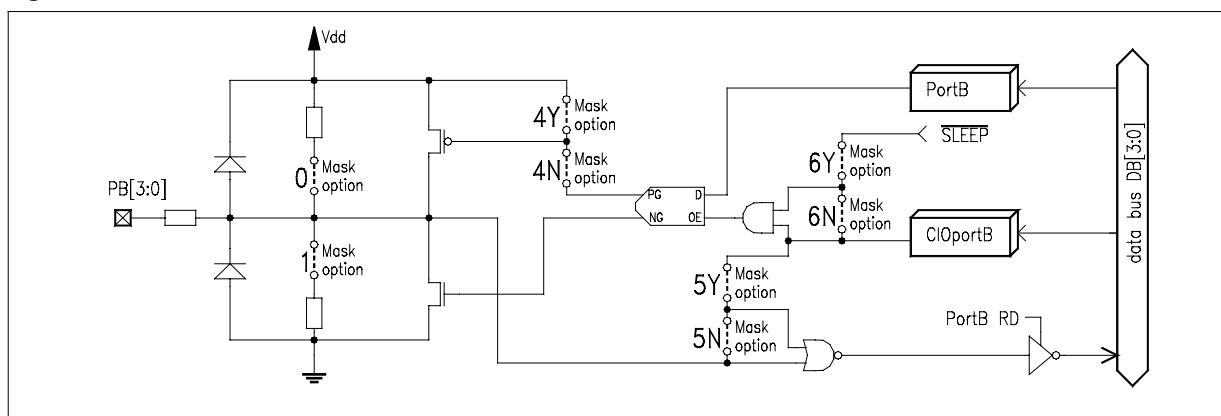 Vdd
4Y
Mask
option
4N
Mask
option
PortB
SLEEP
0
Mask
option
6Y
Mask
option
PB[3:0]
PG
D
NG
OE
6N
Mask
option
CIOportB
data bus DB[3:0]
1
Mask
option
5Y
Mask
option
5N
Mask
option
PortB RD